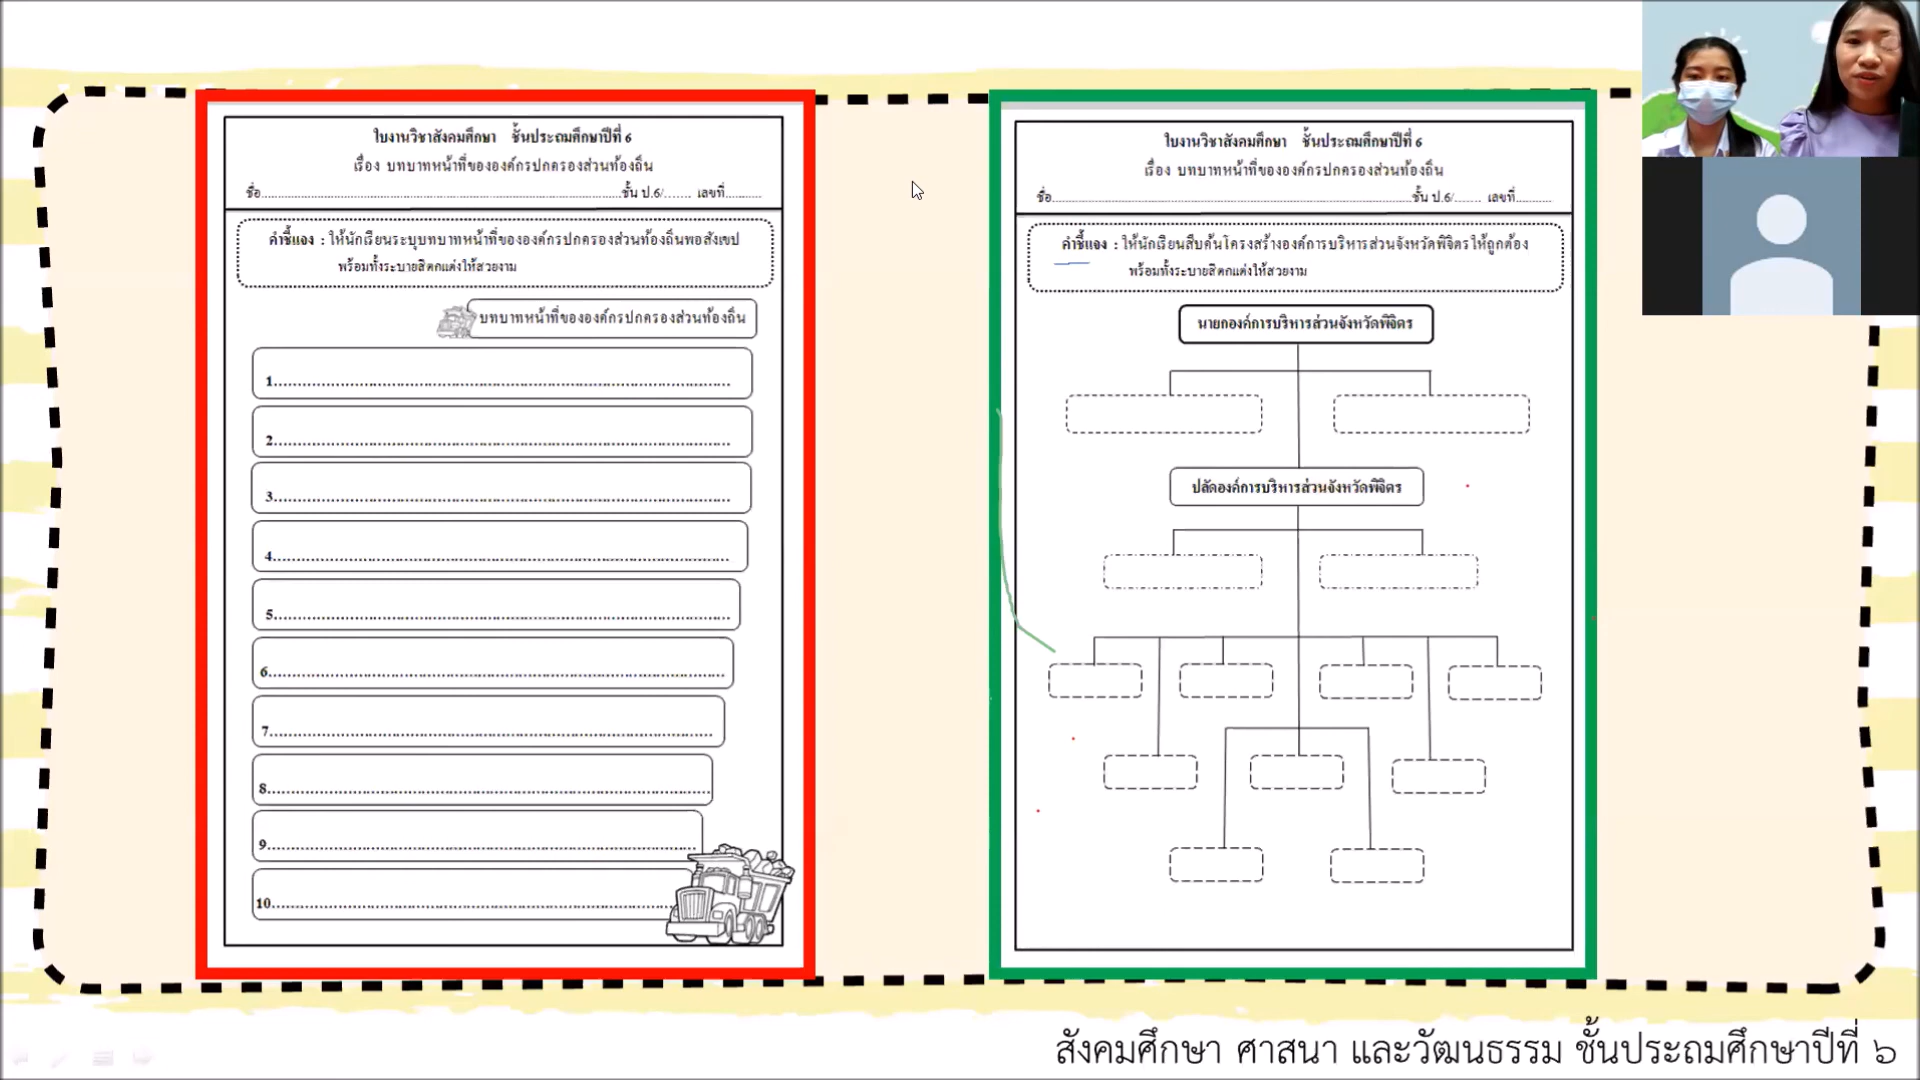 ใบงานวิชาสังคมศึกษา ชั้นประถมศึกษาปีที่ 6
เรื่อง บทบาทหน้าที่ขององค์กรปกครองส่วนท้องถิ่น
ชื่อ..........ชั้น ป.6/....... เลขที่..........
คำชี้แจง : ให้นักเรียนระบุบทบาทหน้าที่ขององค์กรปกครองส่วนท้องถิ่นพอสังเขป
พร้อมทั้งระบายสีตกแต่งให้สวยงาม
บทบาทหน้าที่ขององค์กรปกครองส่วนท้องถิ่น
1..........
2..........
3..........
4..........
5..........
6..........
7..........
8..........
9..........
10..........
ใบงานวิชาสังคมศึกษา ชั้นประถมศึกษาปีที่ 6
เรื่อง บทบาทหน้าที่ขององค์กรปกครองส่วนท้องถิ่น
ชื่อ..........ชั้น ป.6/....... เลขที่..........
คำชี้แจง : ให้นักเรียนสืบค้นโครงสร้างองค์การบริหารส่วนจังหวัดพิจิตรให้ถูกต้อง
พร้อมทั้งระบายสีตกแต่งให้สวยงาม
นายกองค์การบริหารส่วนจังหวัดพิจิตร
ปลัดองค์การบริหารส่วนจังหวัดพิจิตร
สังคมศึกษา ศาสนา และวัฒนธรรม ชั้นประถมศึกษาปีที่ ๖